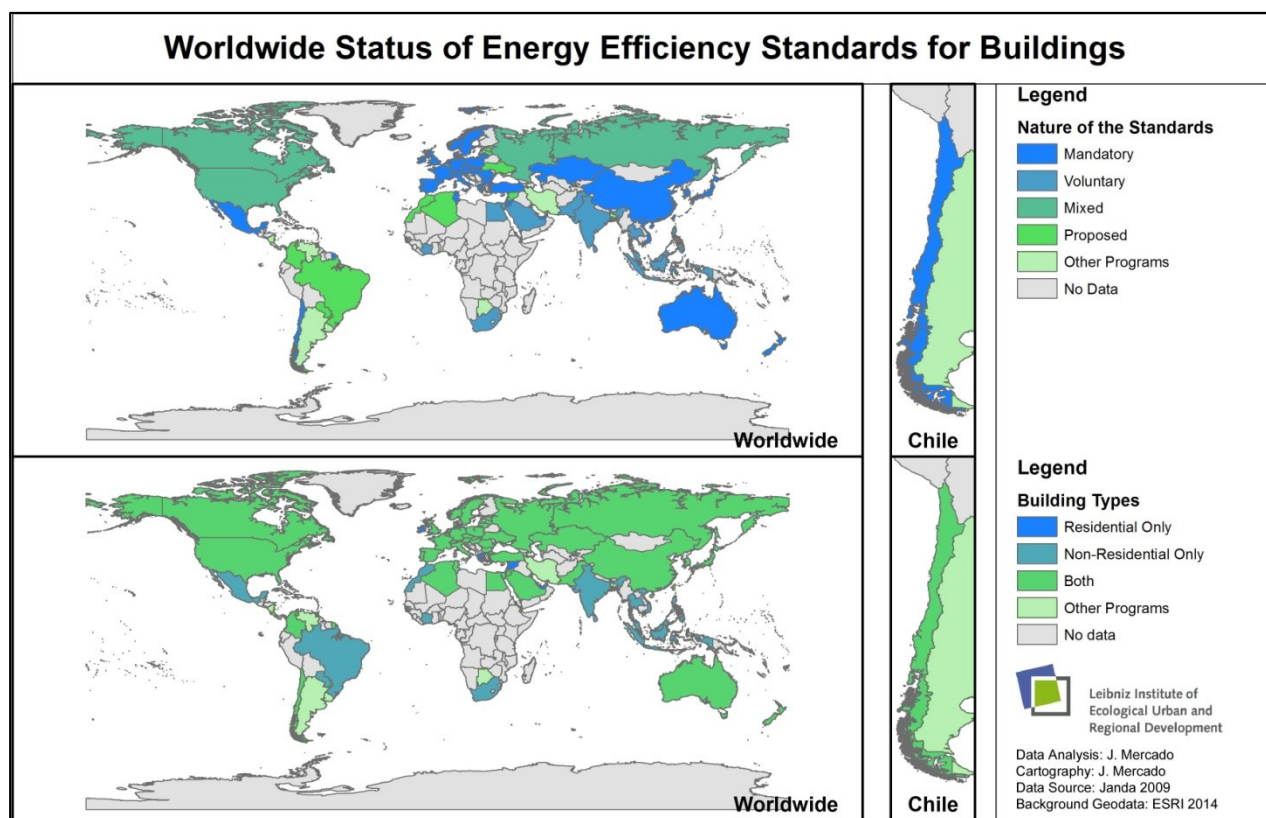 Worldwide Status of Energy Efficiency Standards for Buildings
Worldwide
Chile
Legend
Nature of the Standards
Mandatory
Voluntary
Mixed
Proposed
Other Programs
No Data
Worldwide
Chile
Legend
Building Types
Residential Only
Non-Residential Only
Both
Other Programs
No data
Leibniz Institute of
Ecological Urban and
Regional Development
Data Analysis: J. Mercado
Cartography: J. Mercado
Data Source: Janda 2009
Background Geodata: ESRI 2014